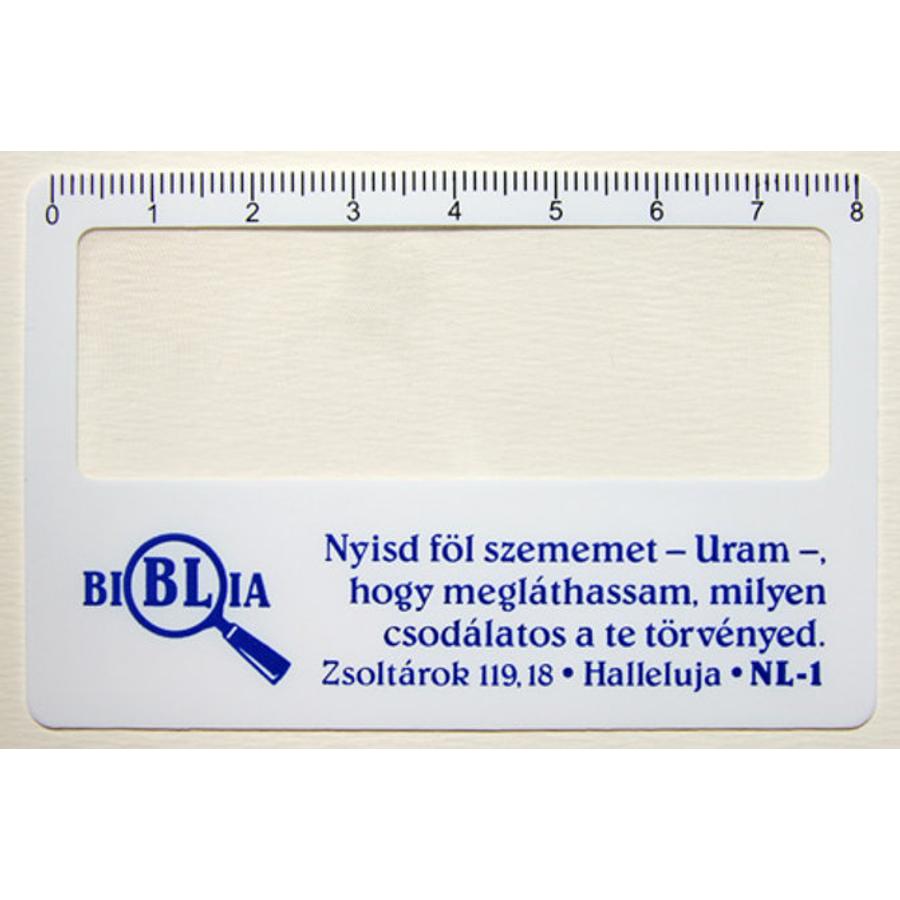 0 1 2 3 4 5 6 7 8
BIBLIA
Nyisd föl szememet – Uram –,
hogy megláthassam, milyen
csodálatos a te törvényed.
Zsoltárok 119,18 • Halleluja • NL-1